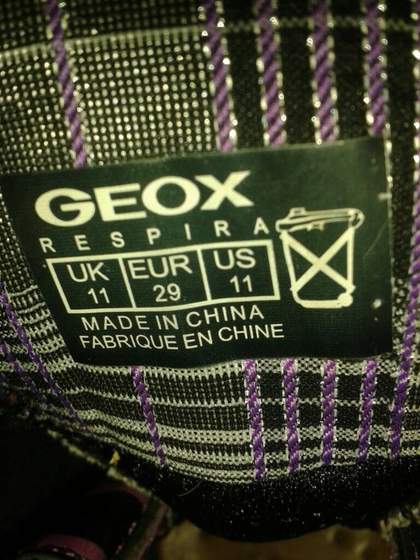 GEOX
RESPIRA
UK EUR US
11 29 11
MADE IN CHINA
FABRIQUE EN CHINE